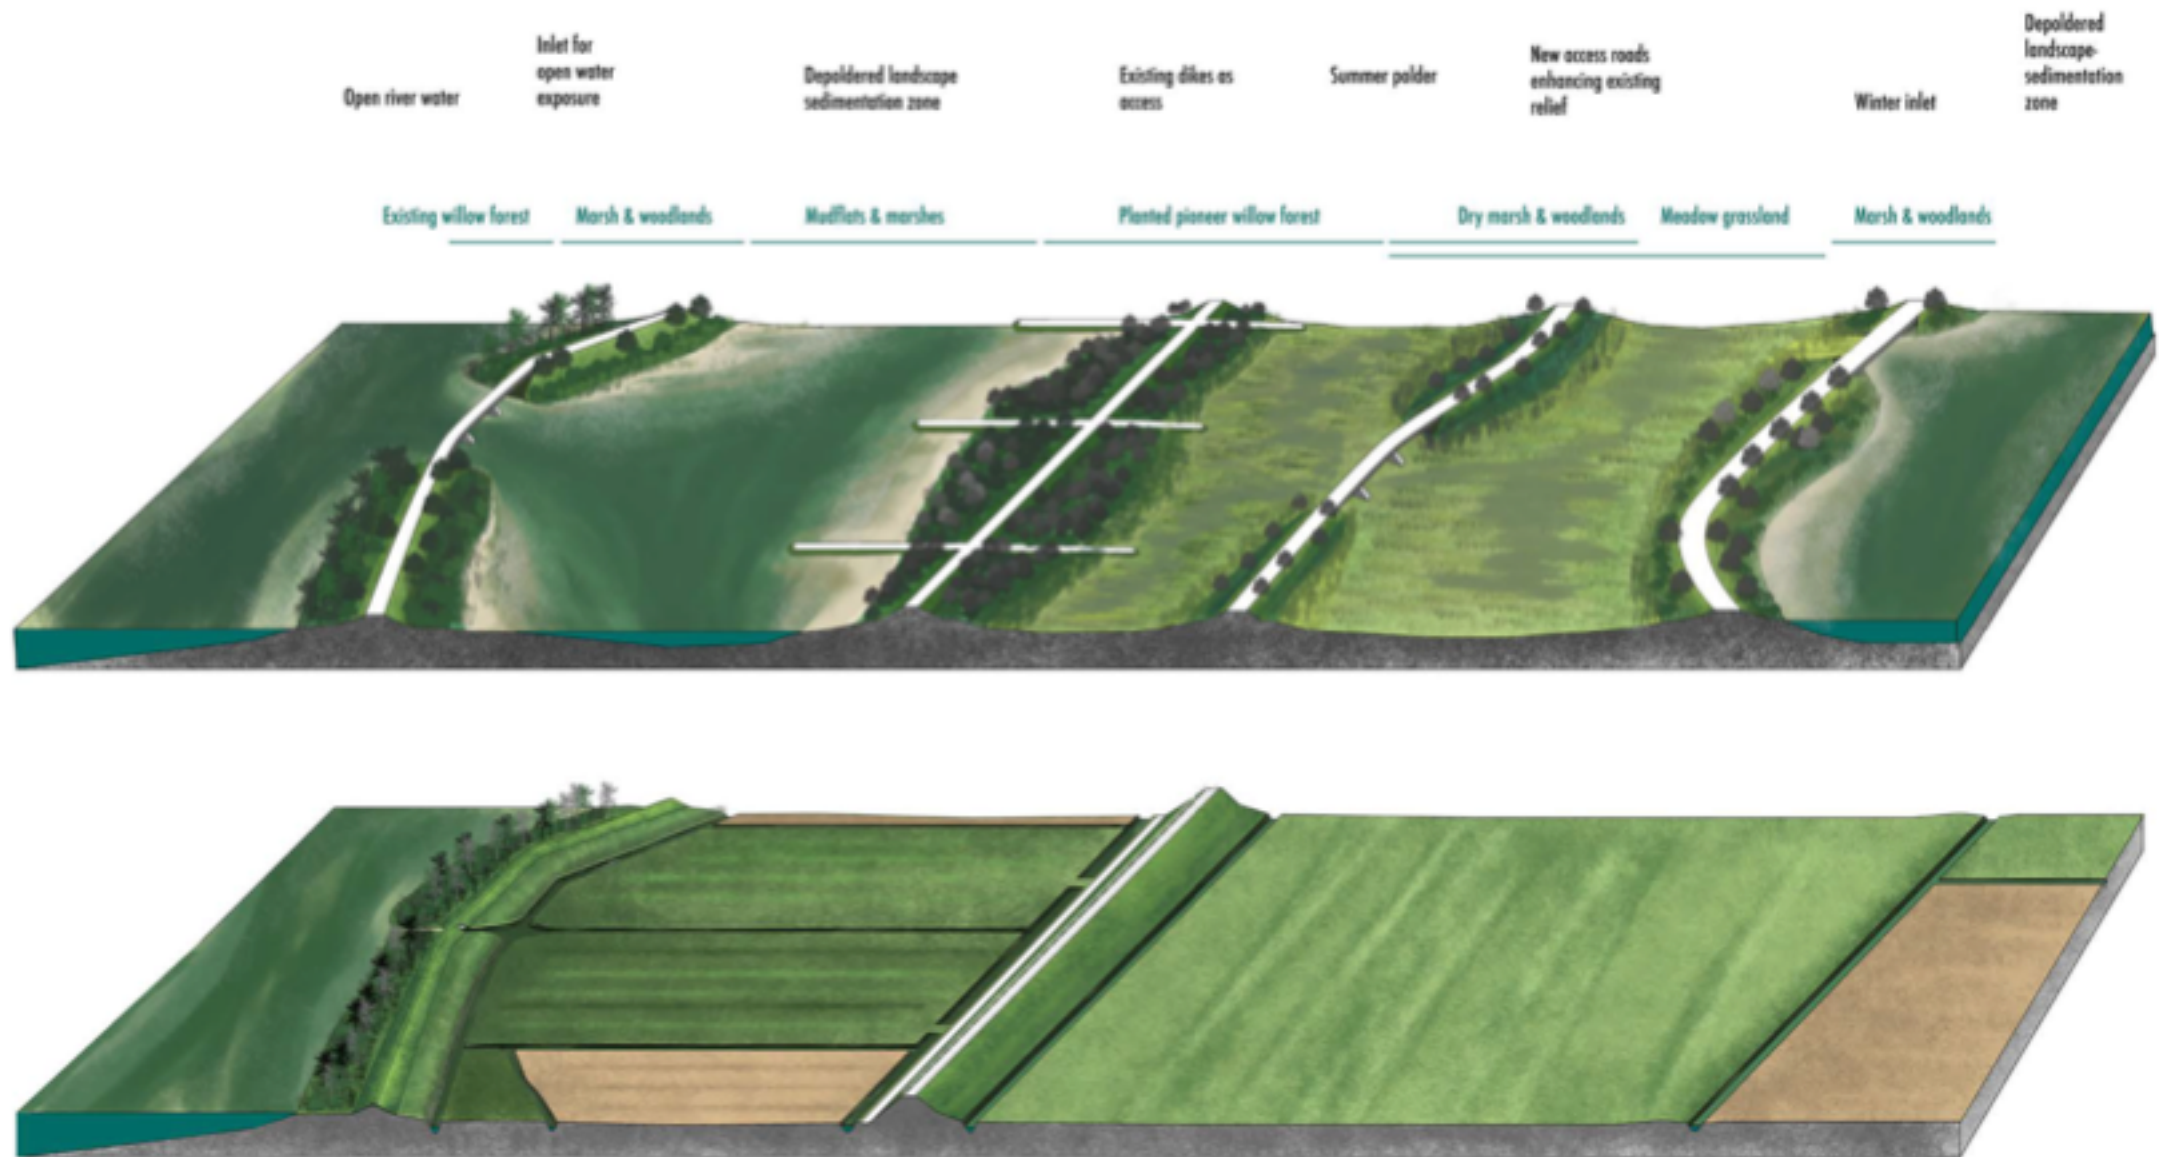 Open river water
Inlet for
open water
exposure
Depoldered landscape
sedimentation zone
Existing dikes as
access
Summer polder
New access roads
enhancing existing
relief
Winter inlet
Depoldered
landscape-
sedimentation
zone
Existing willow forest
Marsh & woodlands
Mudflats & marshes
Planted pioneer willow forest
Dry marsh & woodlands
Meadow grassland
Marsh & woodlands